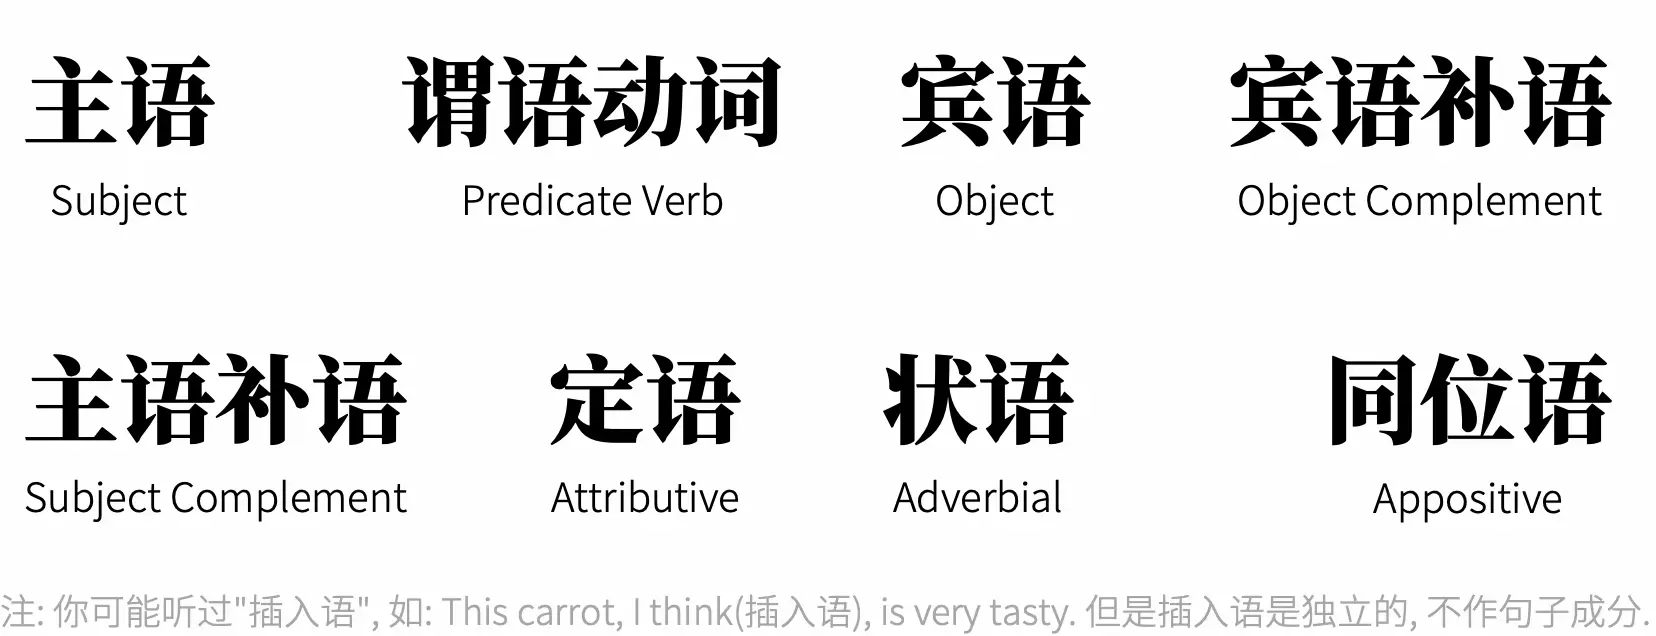 主语 谓语动词 宾语 宾语补语
Subject Predicate Verb Object Object Complement
主语补语 定语 状语 同位语
Subject Complement Attributive Adverbial Appositive
注: 你可能听过"插入语", 如: This carrot, I think(插入语), is very tasty. 但是插入语是独立的, 不作句子成分.